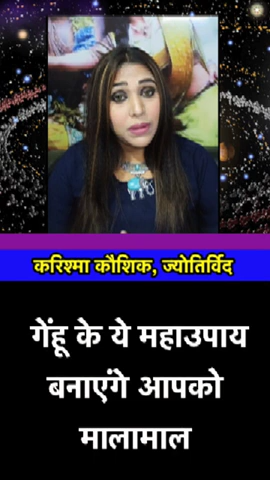 करिश्मा कौशिक, ज्योतिर्विद
गेंहू के ये महाउपाय
बनाएंगे आपको
मालामाल